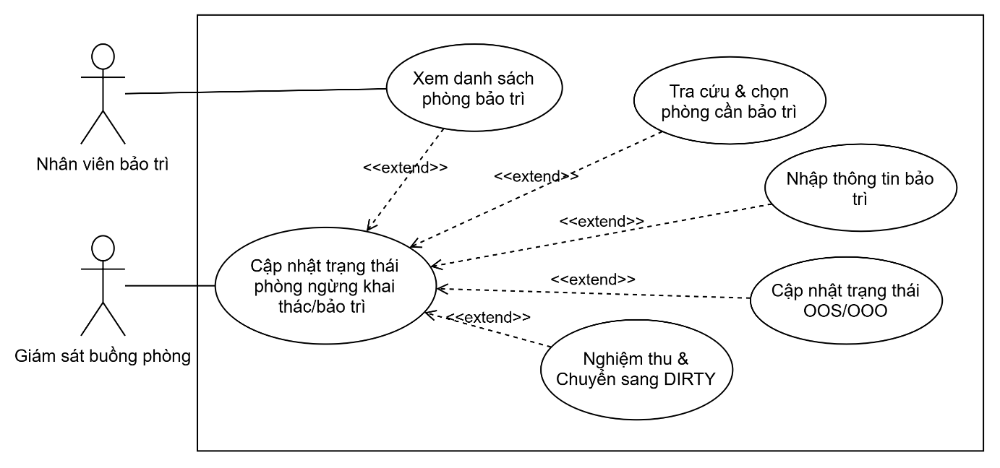 Xem danh sách
phòng bảo trì
Tra cứu & chọn
phòng cần bảo trì
Nhân viên bảo trì
<<extend>>
<<extend>>
Nhập thông tin bảo
trì
<<extend>>
Cập nhật trạng thái
phòng ngừng khai
thác/bảo trì
<<extend>>
Cập nhật trạng thái
OOS/OOO
<<extend>>
Giám sát buồng phòng
Nghiệm thu &
Chuyển sang DIRTY